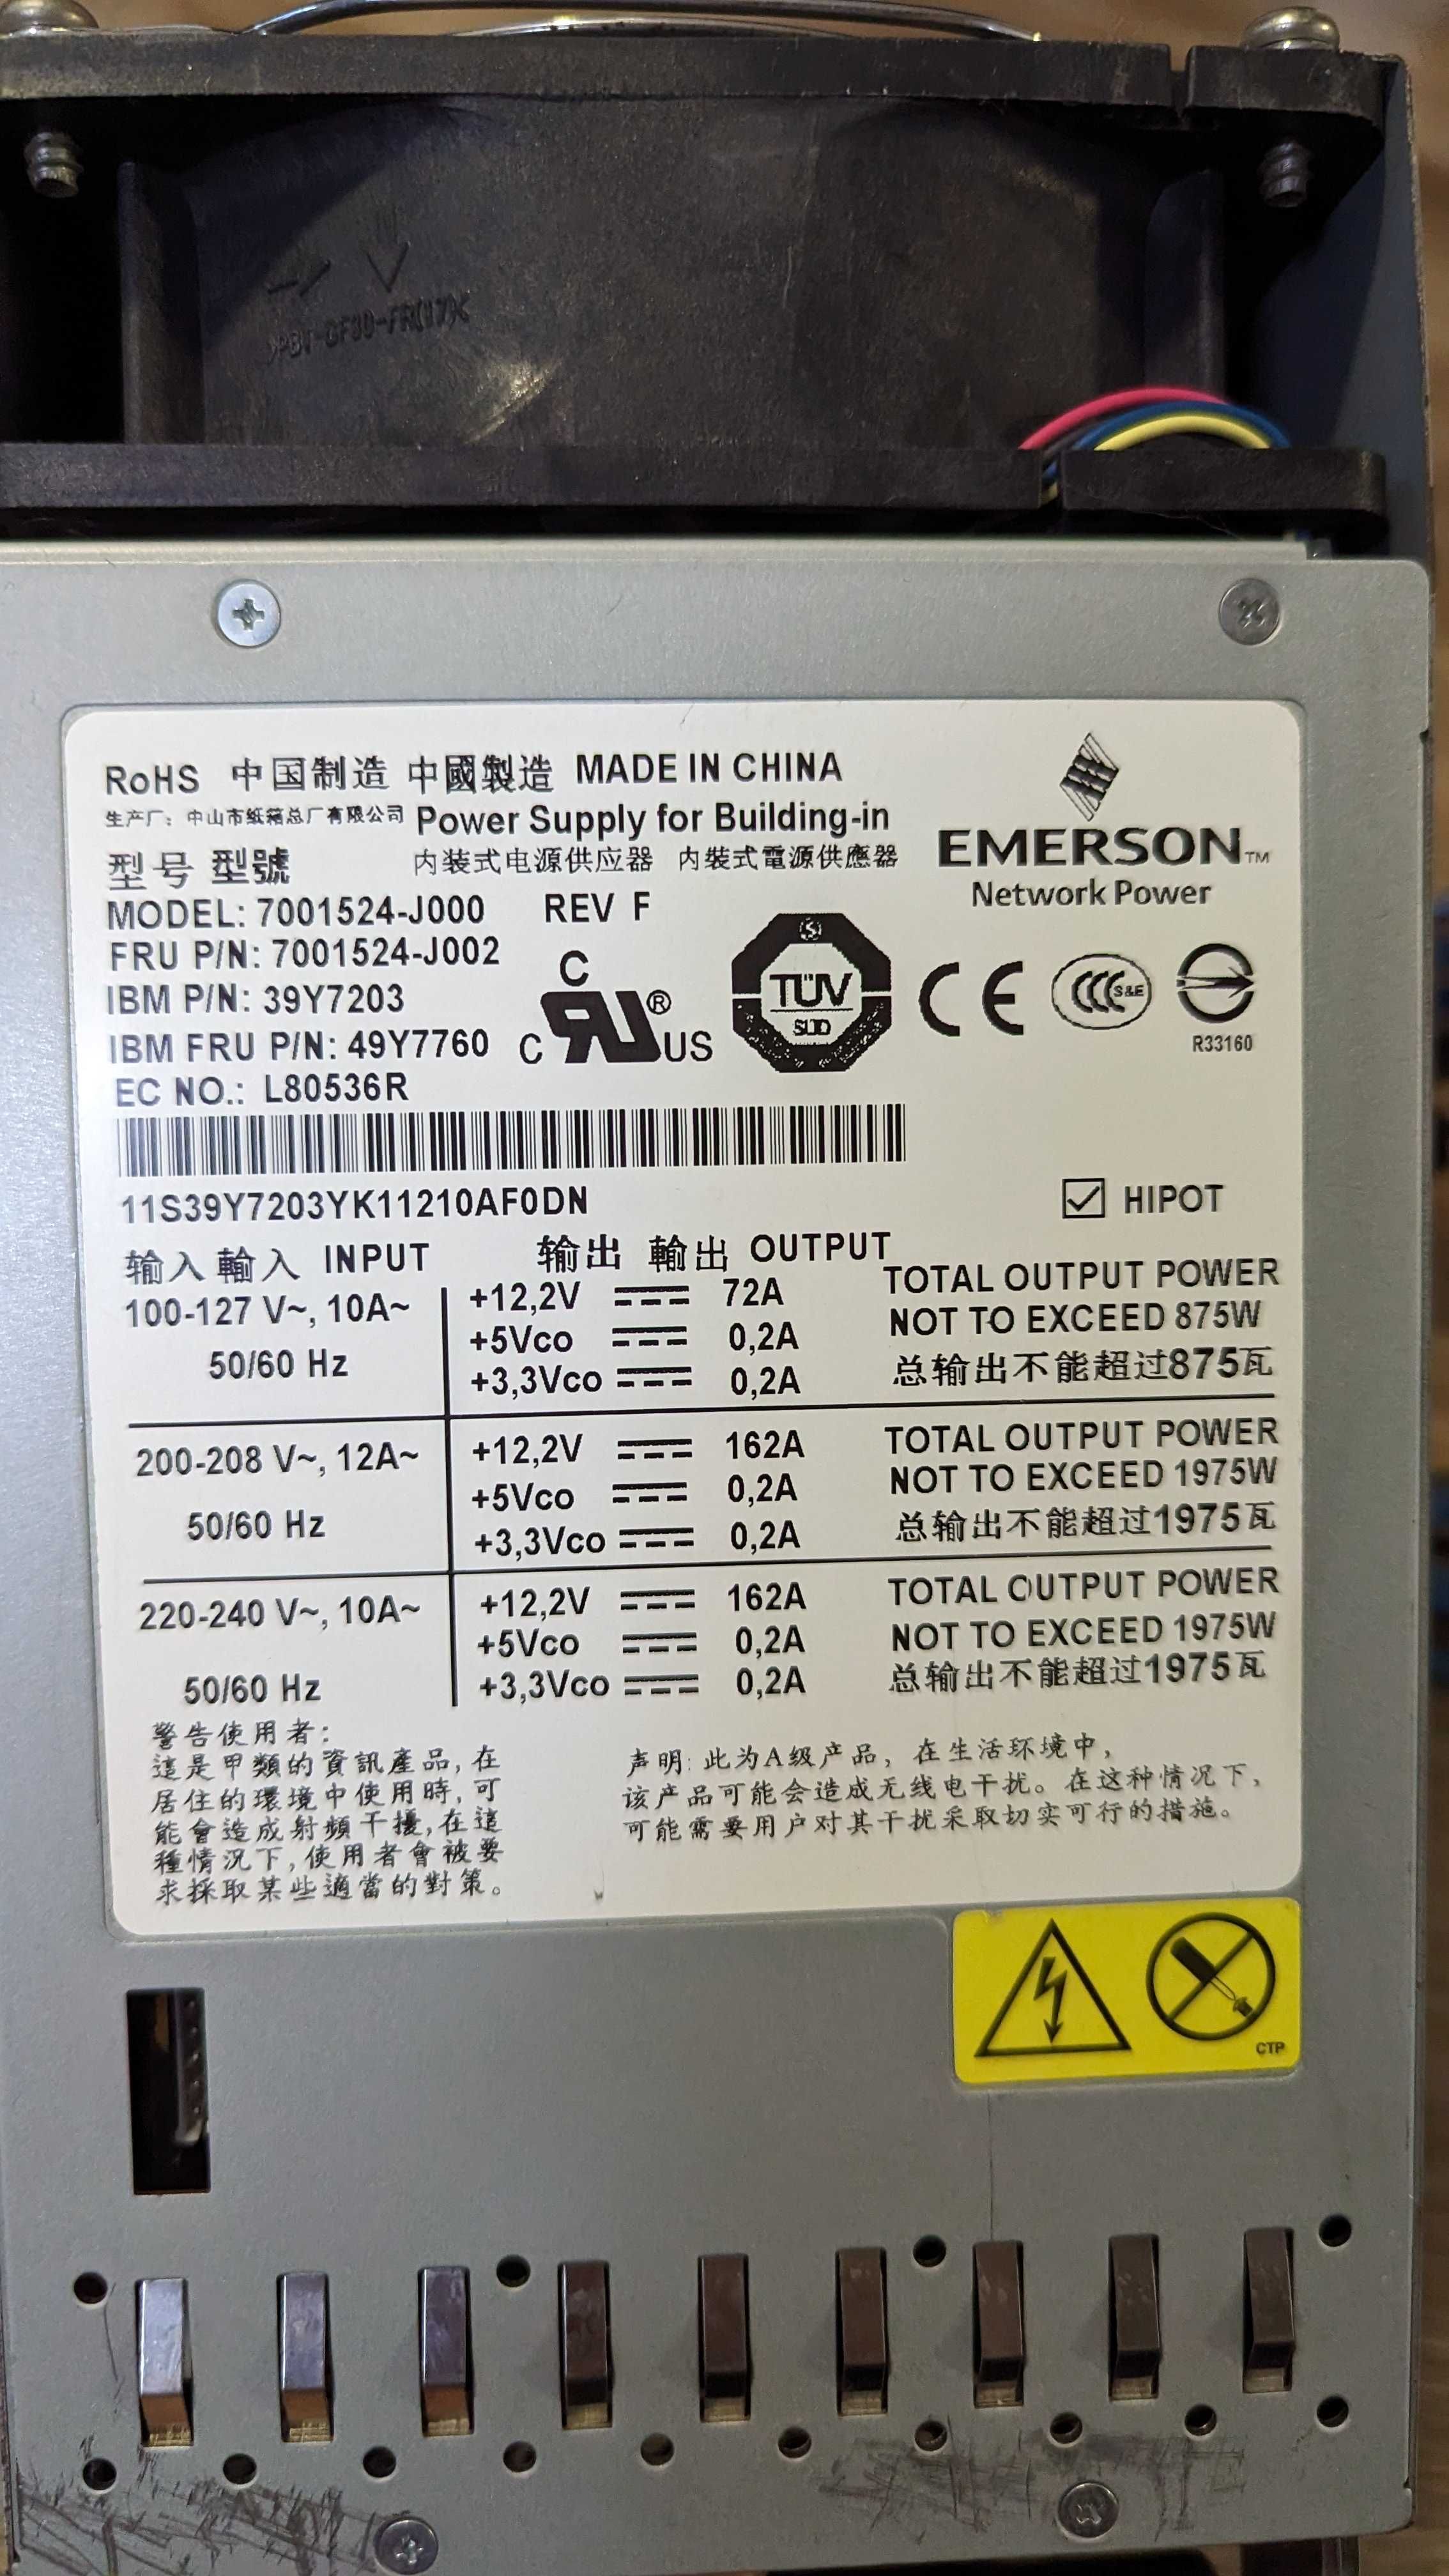 >PBT-GF30-FR(17)<
RoHS 中国制造 中國製造 MADE IN CHINA
生产厂: 中山市纸箱总厂有限公司 Power Supply for Building-in
型号 型號 内装式电源供应器 内裝式電源供應器
EMERSON™
Network Power
MODEL: 7001524-J000 REV F
FRU P/N: 7001524-J002
IBM P/N: 39Y7203
IBM FRU P/N: 49Y7760
EC NO.: L80536R
C
C RU® US
TÜV
SUD
CE
CCC S&E
R33160
11S39Y7203YK11210AF0DN
HIPOT
输入 輸入 INPUT 输出 輸出 OUTPUT
100-127 V~, 10A~
50/60 Hz
+12,2V 72A
+5Vco 0,2A
+3,3Vco 0,2A
TOTAL OUTPUT POWER
NOT TO EXCEED 875W
总输出不能超过875瓦
200-208 V~, 12A~
50/60 Hz
+12,2V 162A
+5Vco 0,2A
+3,3Vco 0,2A
TOTAL OUTPUT POWER
NOT TO EXCEED 1975W
总输出不能超过1975瓦
220-240 V~, 10A~
50/60 Hz
+12,2V 162A
+5Vco 0,2A
+3,3Vco 0,2A
TOTAL OUTPUT POWER
NOT TO EXCEED 1975W
总输出不能超过1975瓦
警告使用者:
這是甲類的資訊產品,在
居住的環境中使用時,可
能會造成射頻干擾,在這
種情況下,使用者會被要
求採取某些適當的對策。
声明: 此为A级产品, 在生活环境中,
该产品可能会造成无线电干扰。在这种情况下,
可能需要用户对其干扰采取切实可行的措施。
CTP